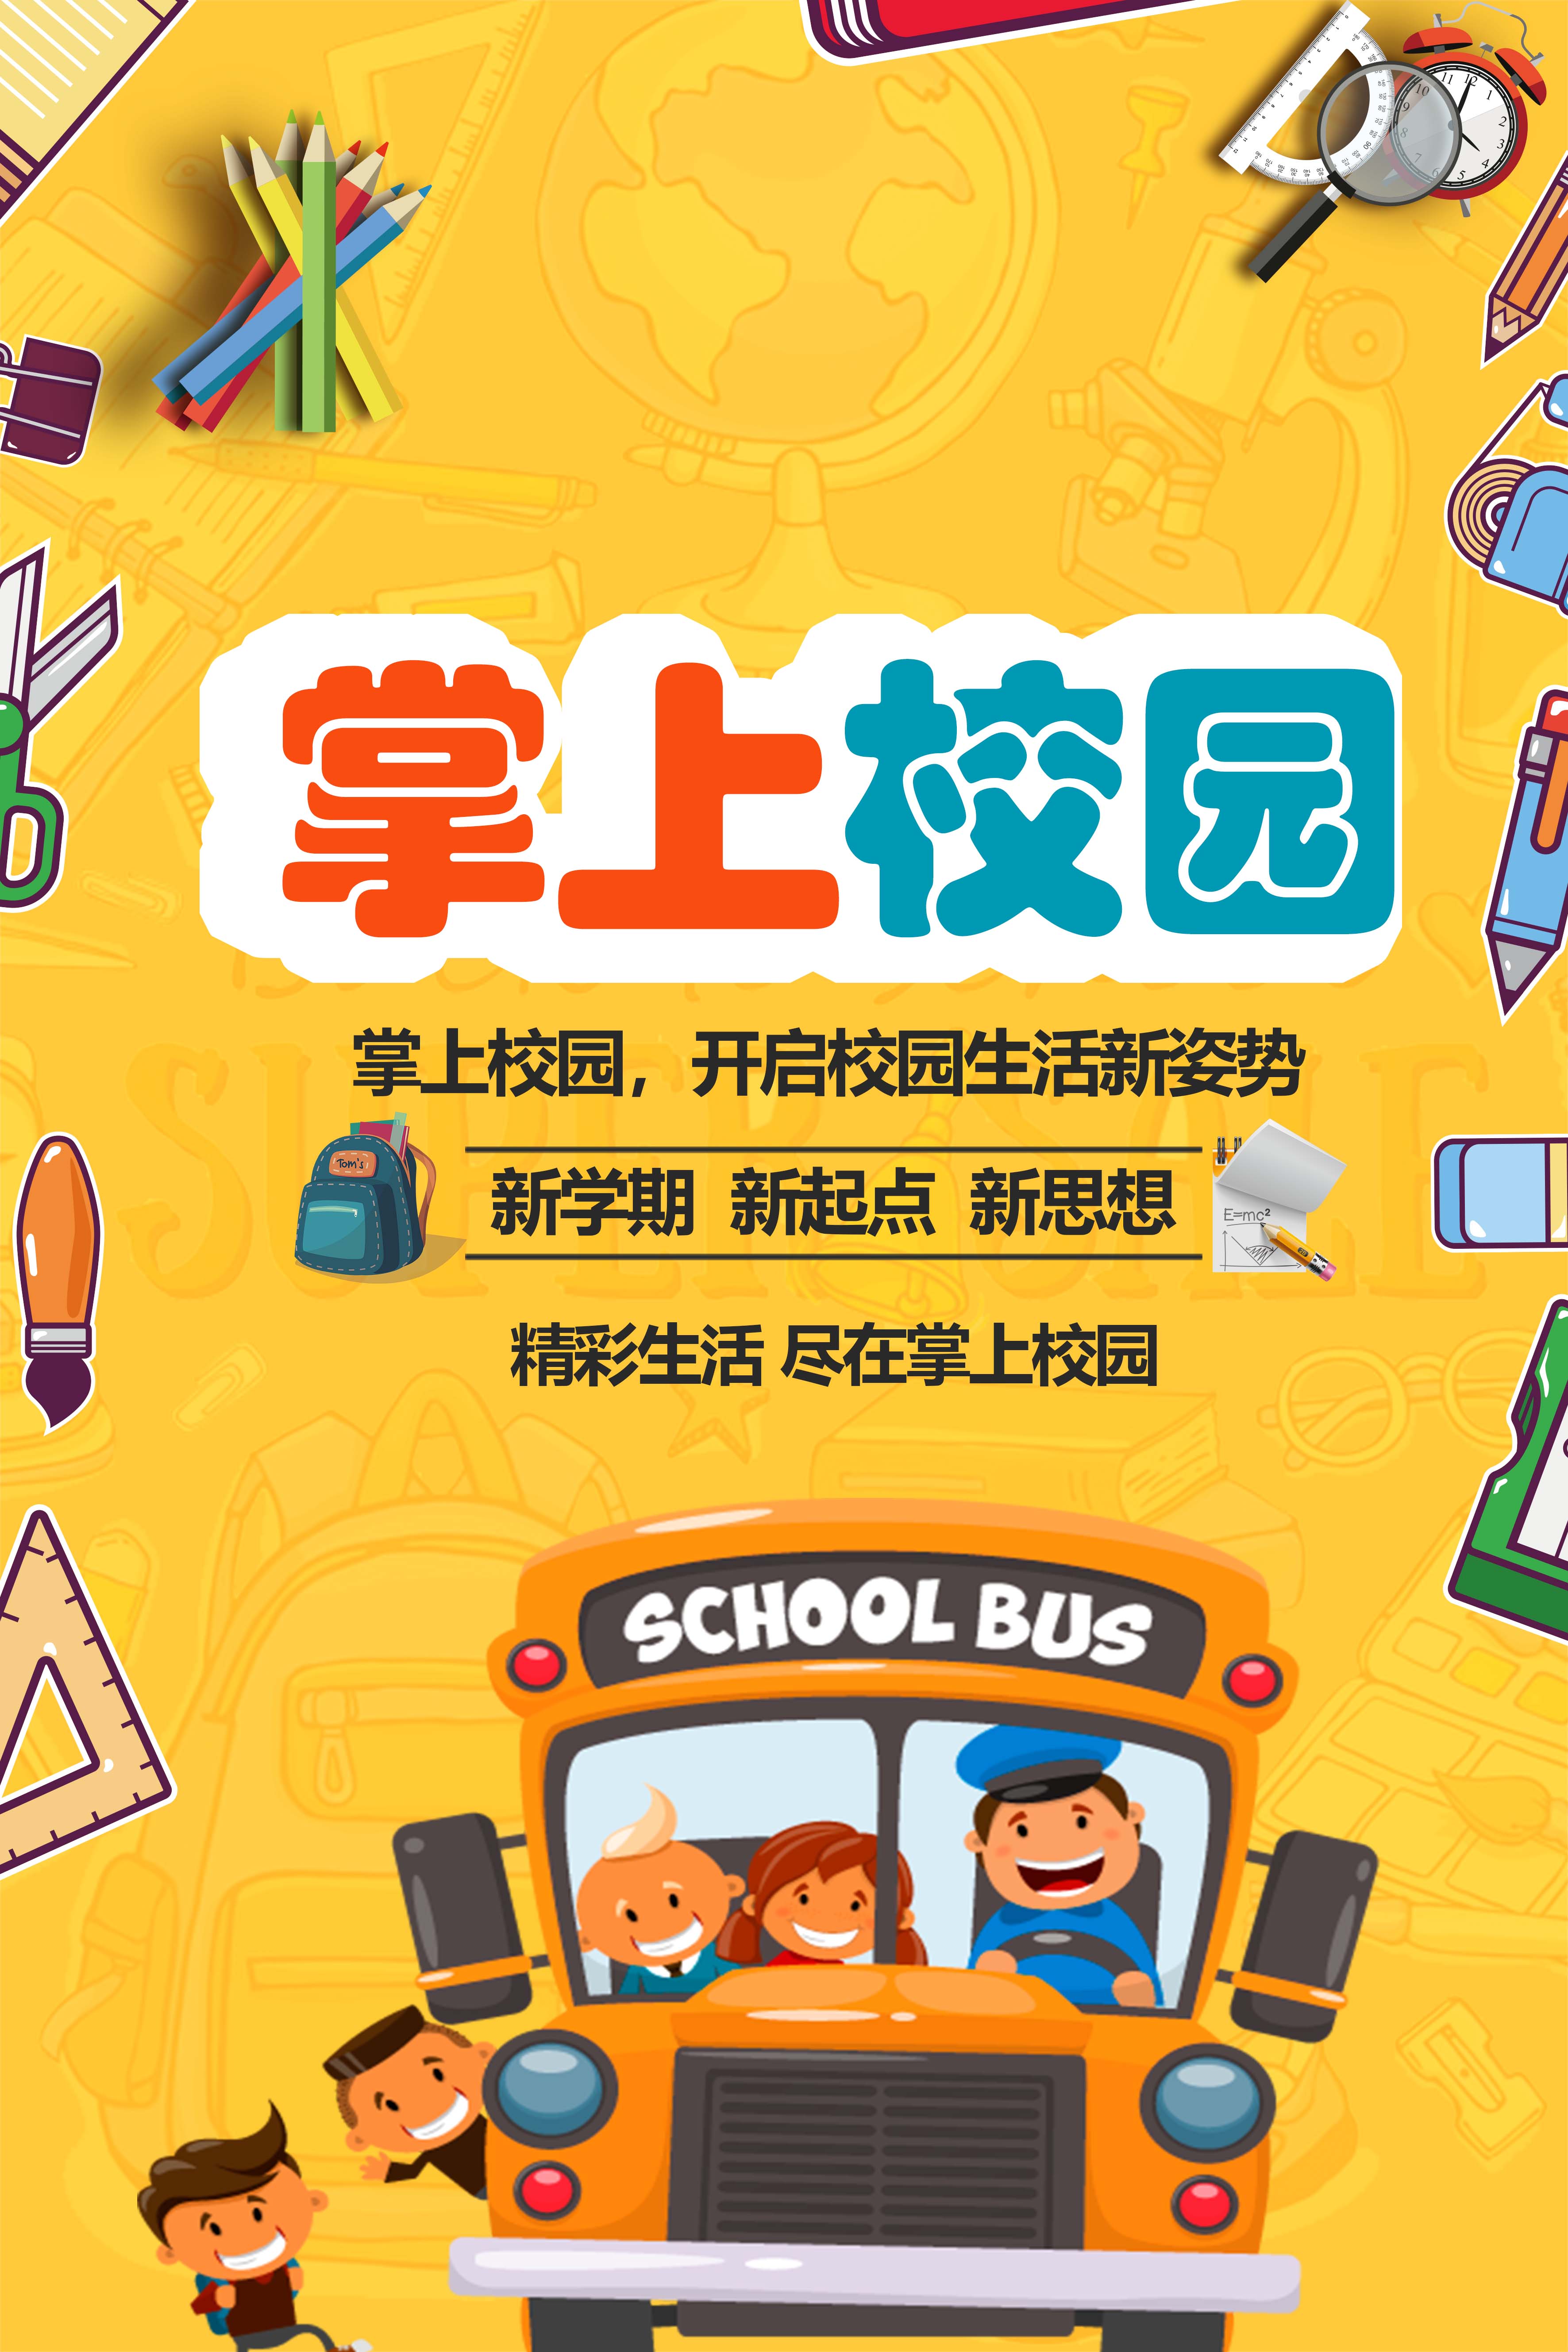 掌上校园
掌上校园，开启校园生活新姿势
Tom's
新学期 新起点 新思想
E=mc²
精彩生活 尽在掌上校园
SUPER SALE
SCHOOL BUS